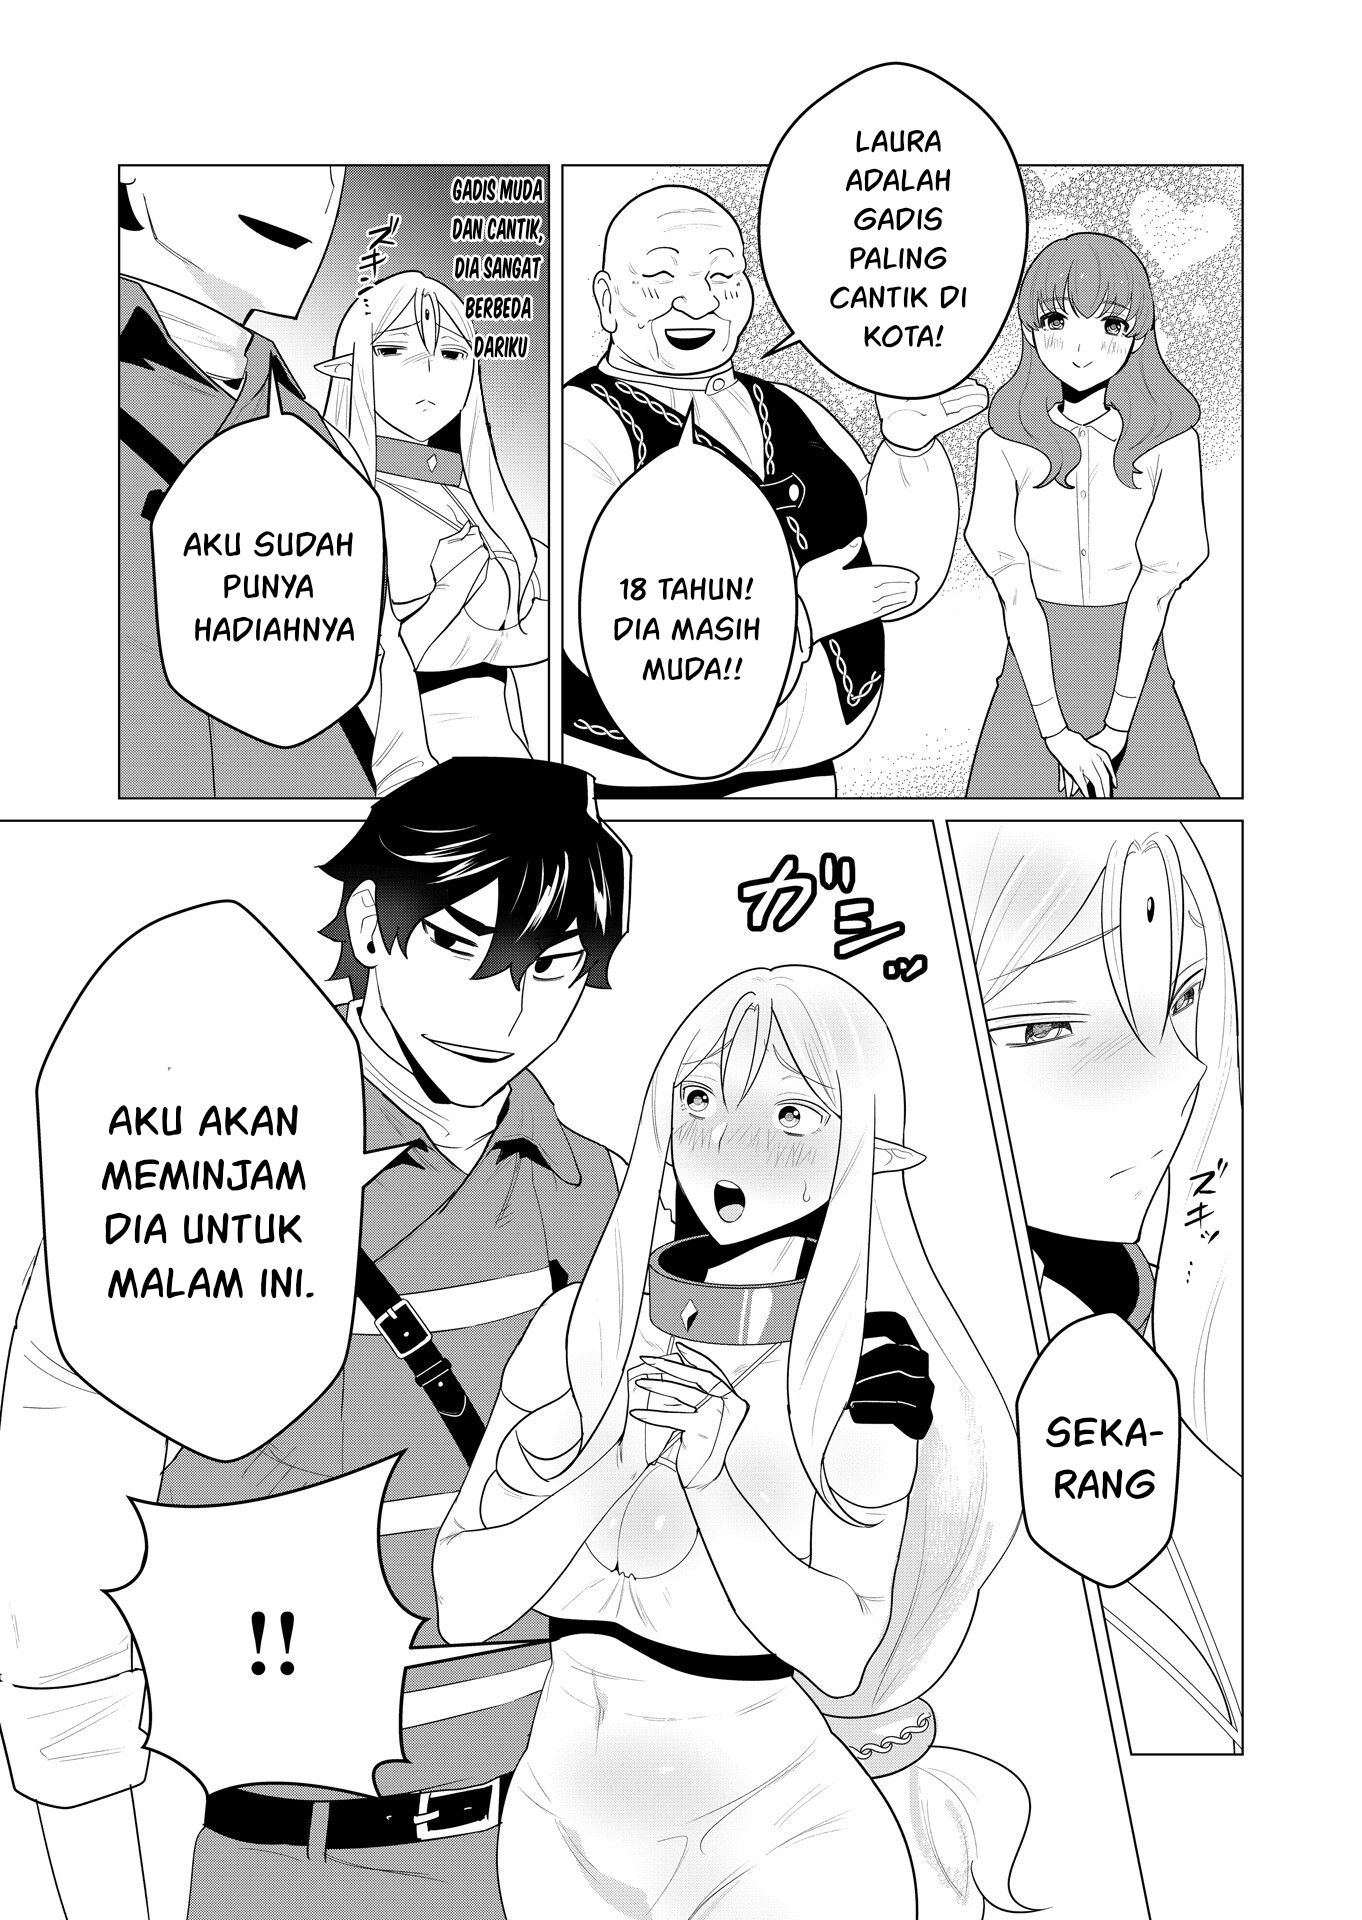 LAURA
ADALAH
GADIS
PALING
CANTIK DI
KOTA!
18 TAHUN!
DIA MASIH
MUDA!!
GADIS MUDA
DAN CANTIK,
DIA SANGAT
BERBEDA
DARIKU
ズキン…
AKU SUDAH
PUNYA
HADIAHNYA
ズキッ…
SEKA-
RANG
ガシッ
AKU AKAN
MEMINJAM
DIA UNTUK
MALAM INI.
!!